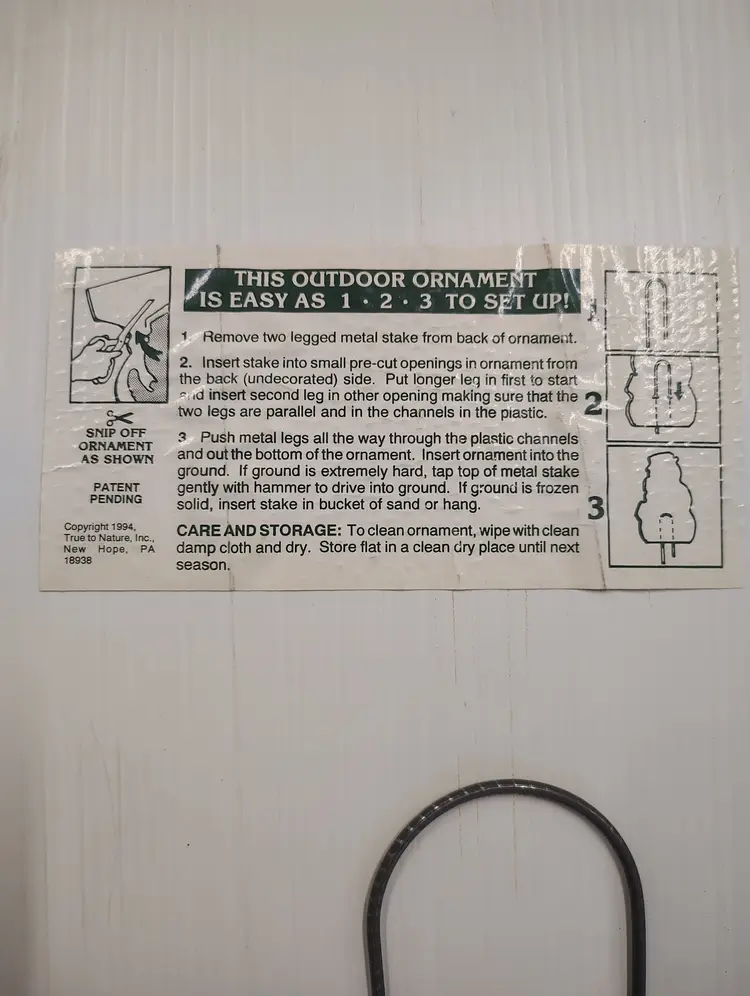 THIS OUTDOOR ORNAMENT
IS EASY AS 1 • 2 • 3 TO SET UP!
1. Remove two legged metal stake from back of ornament.
2. Insert stake into small pre-cut openings in ornament from
the back (undecorated) side. Put longer leg in first to start
and insert second leg in other opening making sure that the
two legs are parallel and in the channels in the plastic.
3 Push metal legs all the way through the plastic channels
and out the bottom of the ornament. Insert ornament into the
ground. If ground is extremely hard, tap top of metal stake
gently with hammer to drive into ground. If ground is frozen
solid, insert stake in bucket of sand or hang.
CARE AND STORAGE: To clean ornament, wipe with clean
damp cloth and dry. Store flat in a clean dry place until next
season.
SNIP OFF
ORNAMENT
AS SHOWN
PATENT
PENDING
Copyright 1994,
True to Nature, Inc.,
New Hope, PA
18938
1
2
3